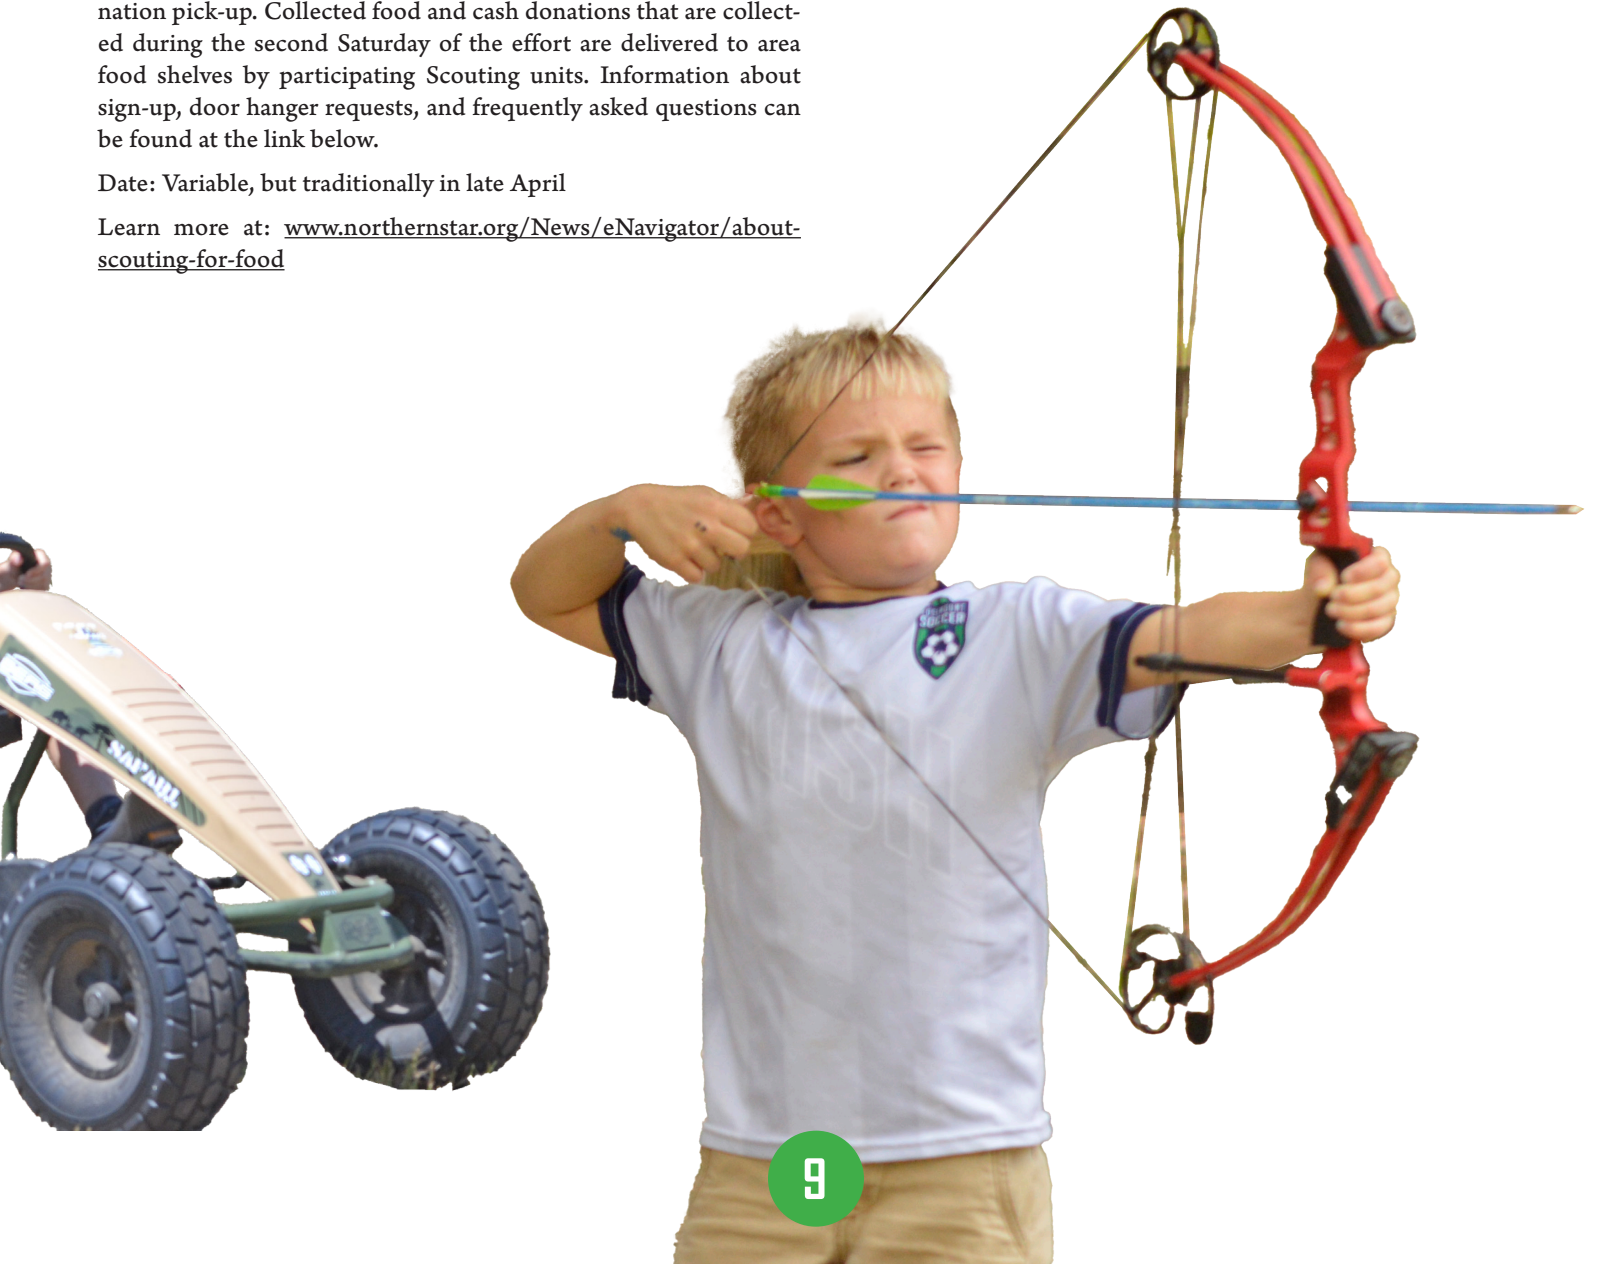 nation pick-up. Collected food and cash donations that are collect-
ed during the second Saturday of the effort are delivered to area
food shelves by participating Scouting units. Information about
sign-up, door hanger requests, and frequently asked questions can
be found at the link below.
Date: Variable, but traditionally in late April
Learn more at: www.northernstar.org/News/eNavigator/about-
scouting-for-food
SOCCER
SAFARI
9